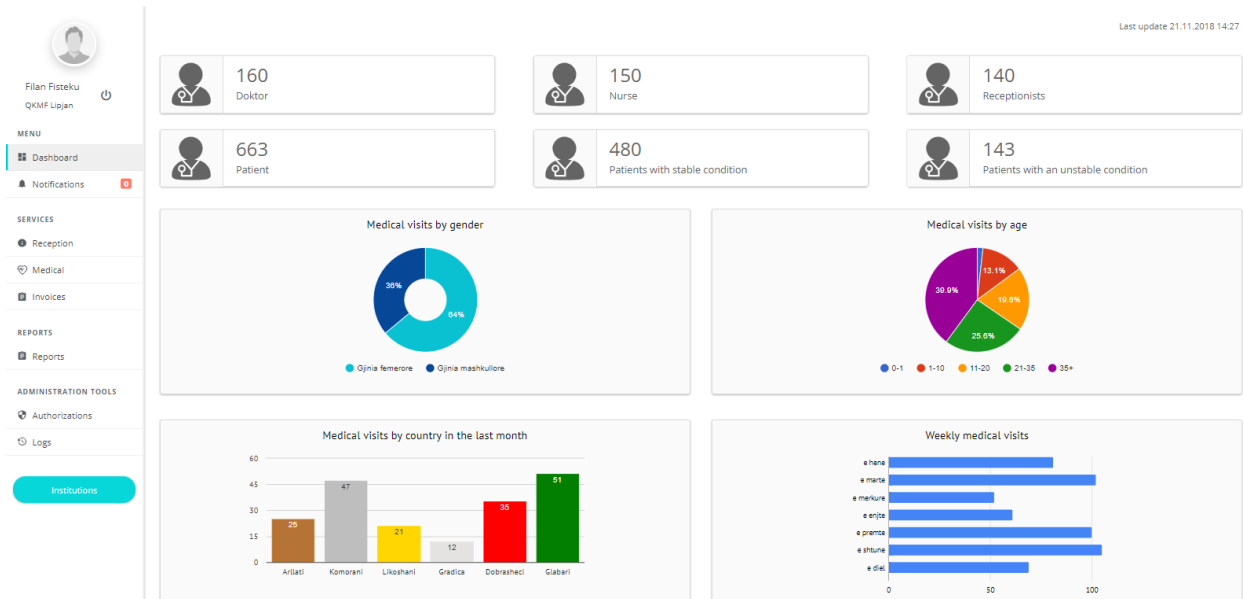 Last update 21.11.2018 14:27
Filan Fisteku
QKMF Lipjan
MENU
Dashboard
Notifications 0
SERVICES
Reception
Medical
Invoices
REPORTS
Reports
ADMINISTRATION TOOLS
Authorizations
Logs
Institutions
160
Doktor
150
Nurse
140
Receptionists
663
Patient
480
Patients with stable condition
143
Patients with an unstable condition
Medical visits by gender
36%
64%
Gjinia femerore Gjinia mashkullore
Medical visits by age
13.1%
39.9%
19.6%
25.6%
0-1 1-10 11-20 21-35 35+
Medical visits by country in the last month
60
45
30
15
0
25
47
21
12
35
51
Arllati Komorani Likoshani Gradica Dobrasheci Glabari
Weekly medical visits
e hene
e marte
e merkure
e enjte
e premte
e shtune
e diel
0 50 100